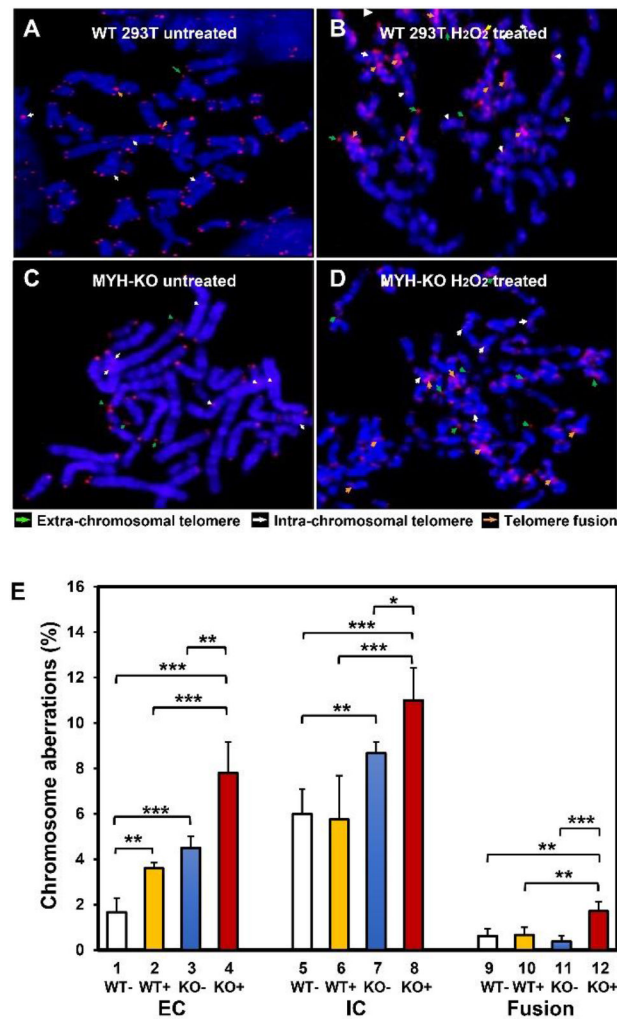 A WT 293T untreated
B WT 293T H₂O₂ treated
C MYH-KO untreated
D MYH-KO H₂O₂ treated
Extra-chromosomal telomere Intra-chromosomal telomere Telomere fusion
E
Chromosome aberrations (%)
16
14
12
10
8
6
4
2
0
** *** *** *** **
* *** *** **
*** ** **
1 2 3 4 5 6 7 8 9 10 11 12
WT- WT+ KO- KO+ WT- WT+ KO- KO+ WT- WT+ KO- KO+
EC IC Fusion